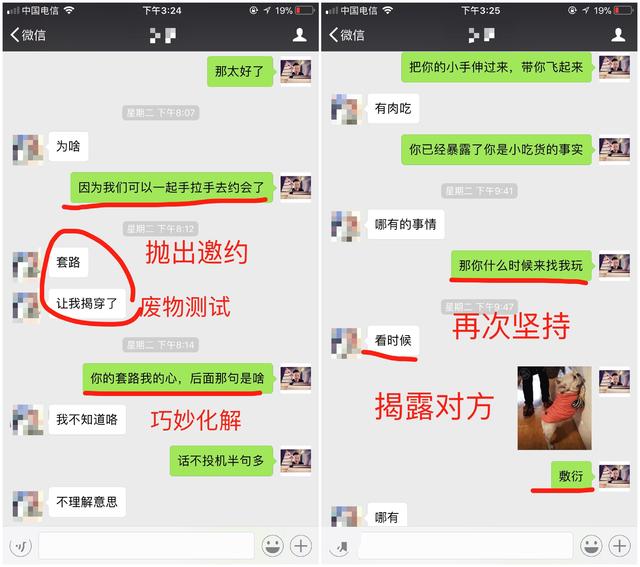 中国电信
下午3:24
19%
微信
那太好了
星期二 下午8:07
为啥
因为我们可以一起手拉手去约会了
星期二 下午8:12
套路
抛出邀约
让我揭穿了
废物测试
星期二 下午8:14
你的套路我的心，后面那句是啥
我不知道咯
巧妙化解
话不投机半句多
不理解意思
中国电信
下午3:25
19%
微信
把你的小手伸过来，带你飞起来
有肉吃
你已经暴露了你是小吃货的事实
星期二 下午9:41
哪有的事情
那你什么时候来找我玩
星期二 下午9:47
再次坚持
看时候
揭露对方
敷衍
哪有